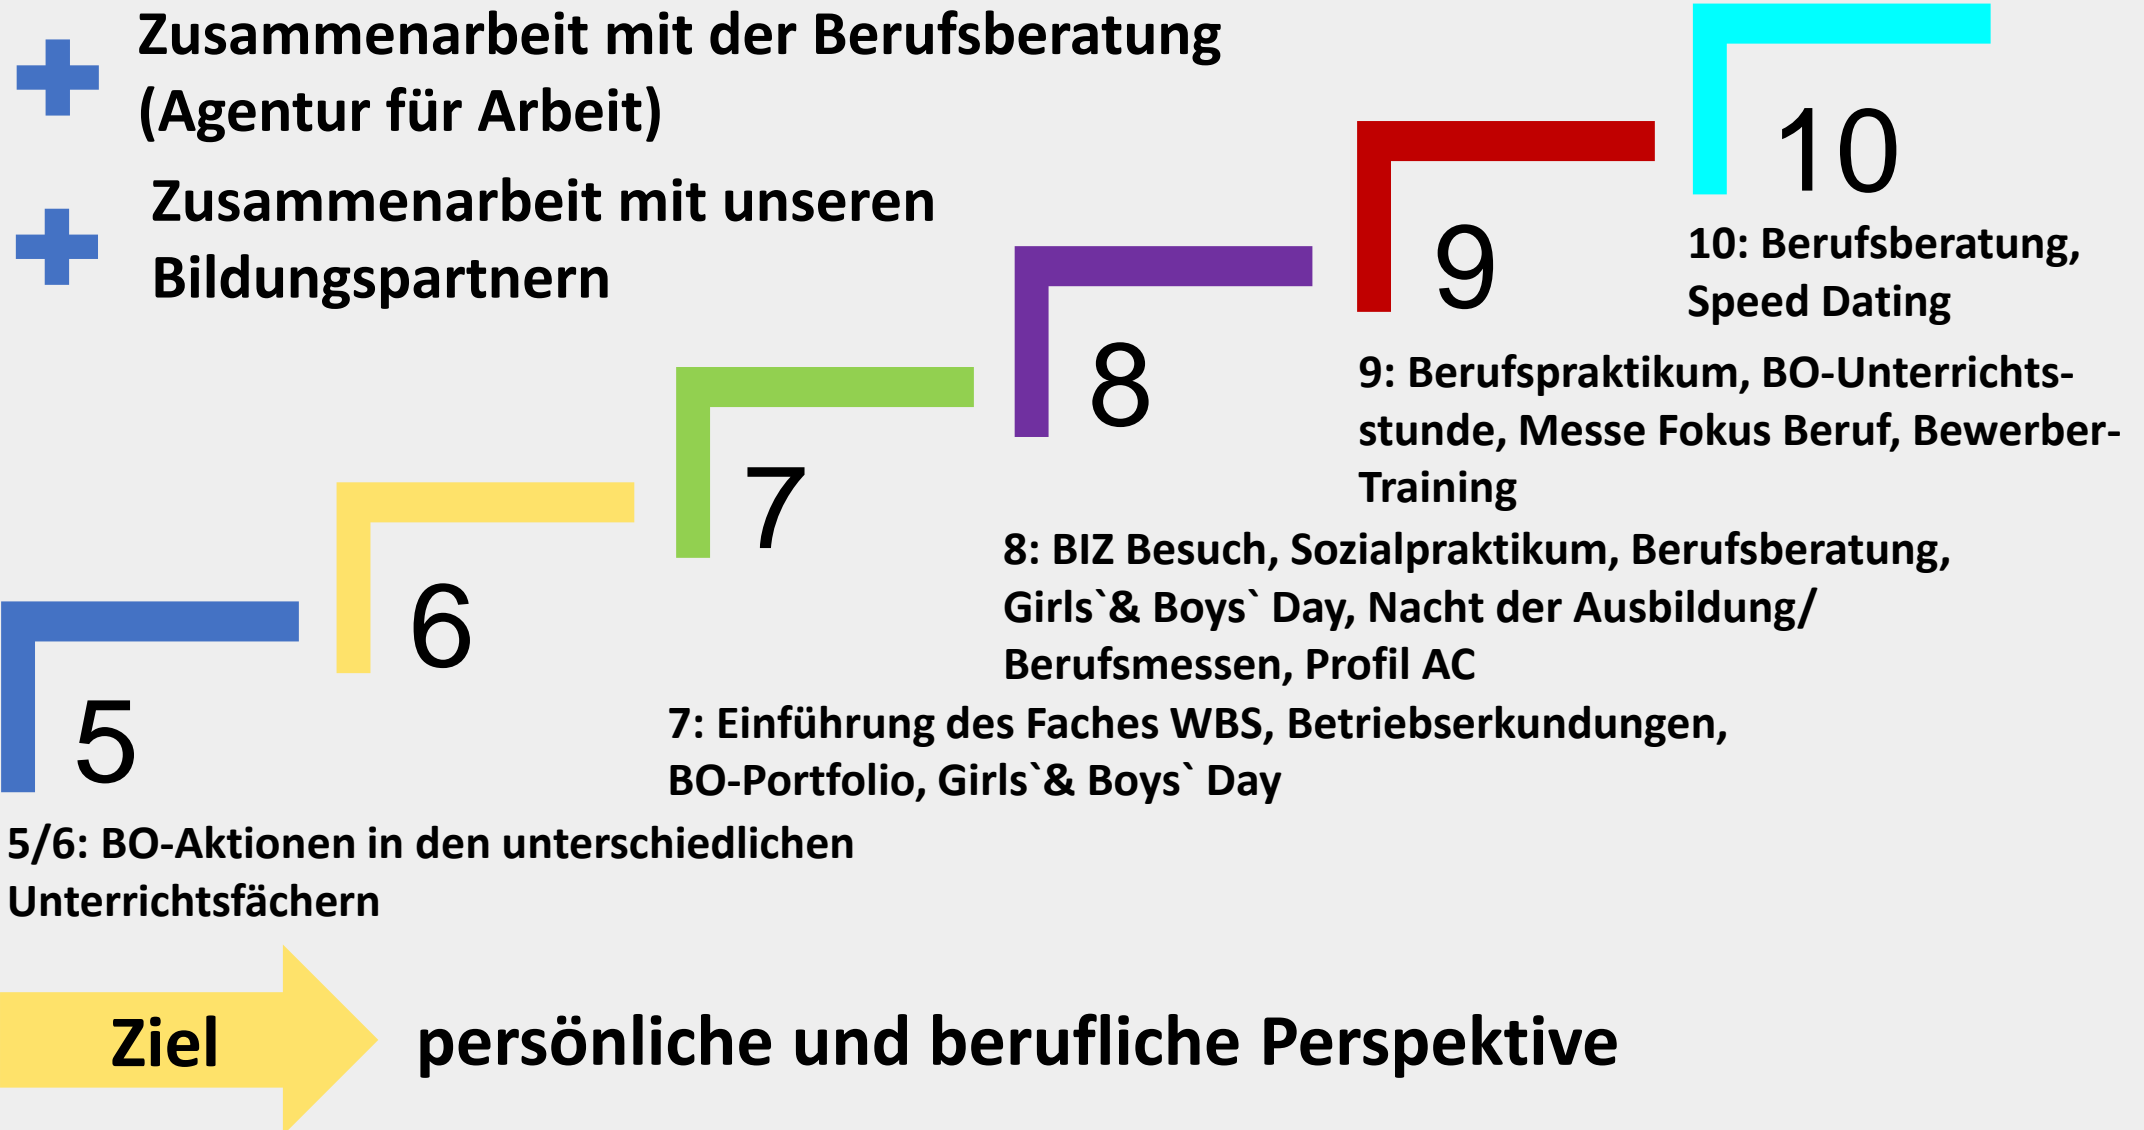 Zusammenarbeit mit der Berufsberatung
(Agentur für Arbeit)
Zusammenarbeit mit unseren
Bildungspartnern
10
10: Berufsberatung,
Speed Dating
9
9: Berufspraktikum, BO-Unterrichts-
stunde, Messe Fokus Beruf, Bewerber-
Training
8
8: BIZ Besuch, Sozialpraktikum, Berufsberatung,
Girls`& Boys` Day, Nacht der Ausbildung/
Berufsmessen, Profil AC
7
7: Einführung des Faches WBS, Betriebserkundungen,
BO-Portfolio, Girls`& Boys` Day
6
5
5/6: BO-Aktionen in den unterschiedlichen
Unterrichtsfächern
Ziel
persönliche und berufliche Perspektive